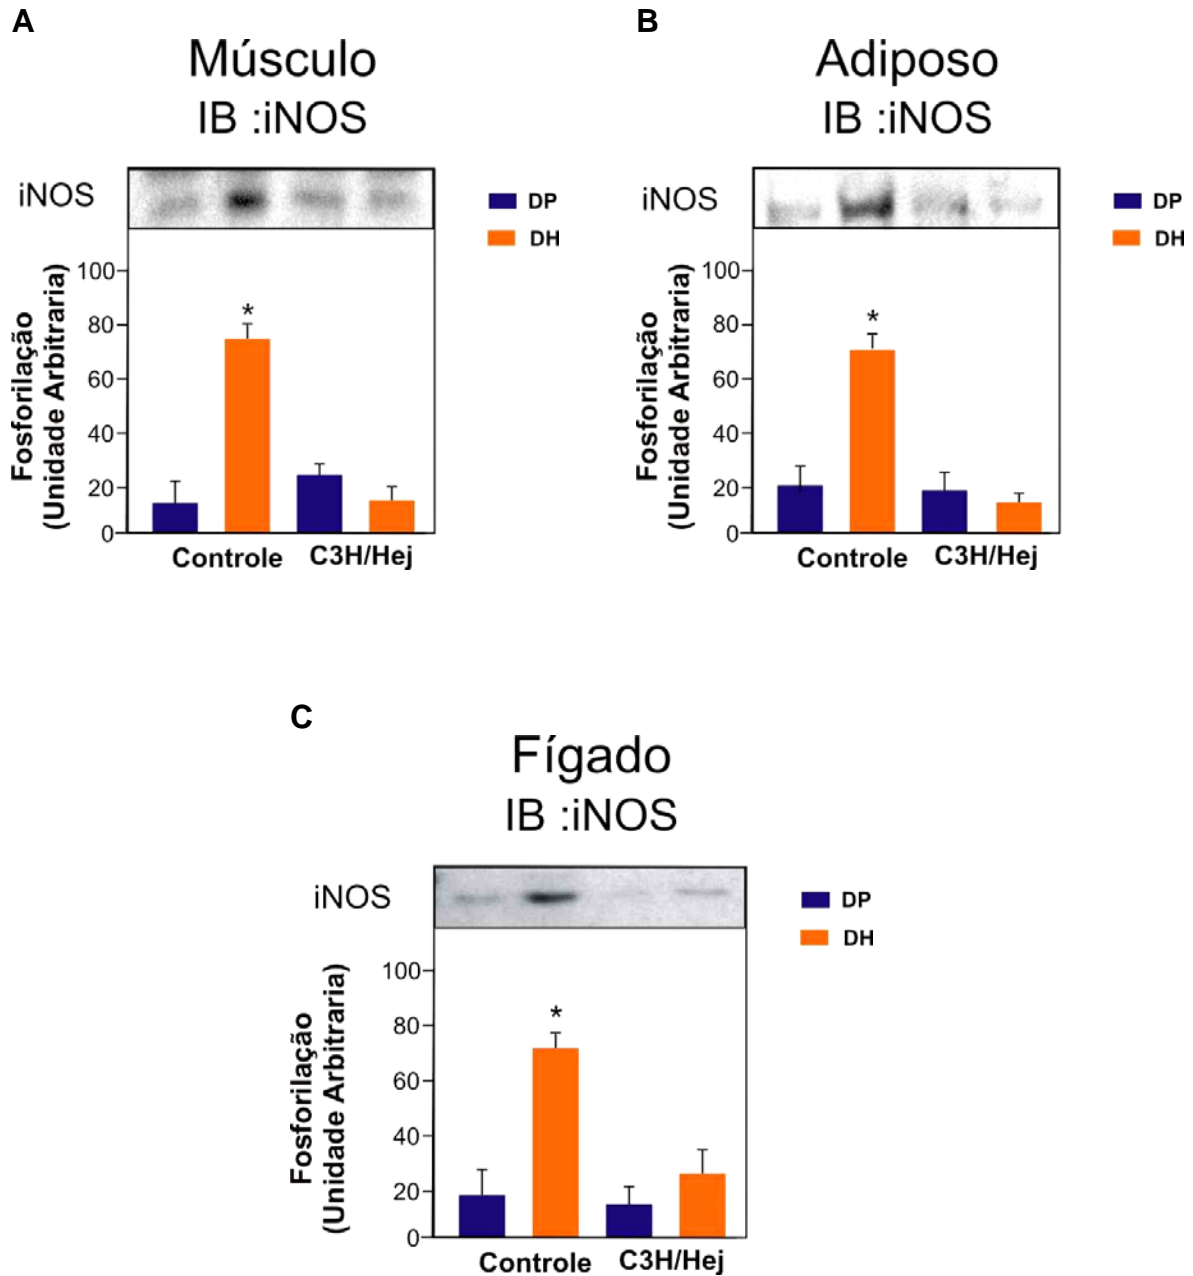 A
Músculo
IB :iNOS
iNOS
DP
DH
100
80
60
40
20
0
Fosforilação
(Unidade Arbitraria)
*
Controle
C3H/Hej
B
Adiposo
IB :iNOS
iNOS
DP
DH
100
80
60
40
20
0
Fosforilação
(Unidade Arbitraria)
*
Controle
C3H/Hej
C
Fígado
IB :iNOS
iNOS
DP
DH
100
80
60
40
20
0
Fosforilação
(Unidade Arbitraria)
*
Controle
C3H/Hej